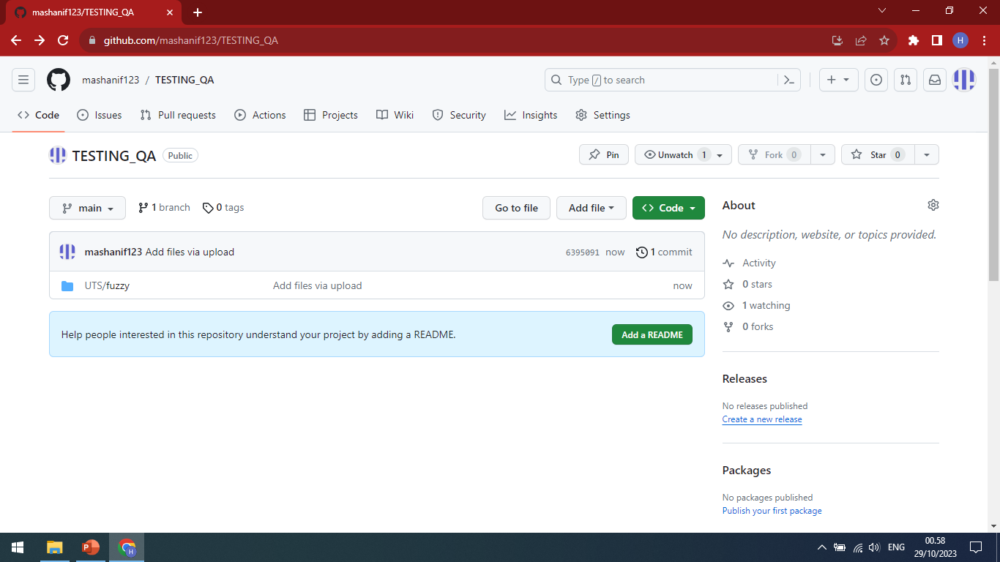 mashanif123/TESTING_QA
github.com/mashanif123/TESTING_QA
H
mashanif123 / TESTING_QA
Type / to search
Code Issues Pull requests Actions Projects Wiki Security Insights Settings
TESTING_QA Public
Pin Unwatch 1 Fork 0 Star 0
main 1 branch 0 tags Go to file Add file Code
mashanif123 Add files via upload 6395091 now 1 commit
UTS/fuzzy Add files via upload now
Help people interested in this repository understand your project by adding a README. Add a README
About
No description, website, or topics provided.
Activity
0 stars
1 watching
0 forks
Releases
No releases published
Create a new release
Packages
No packages published
Publish your first package
P H ENG 00.58
29/10/2023